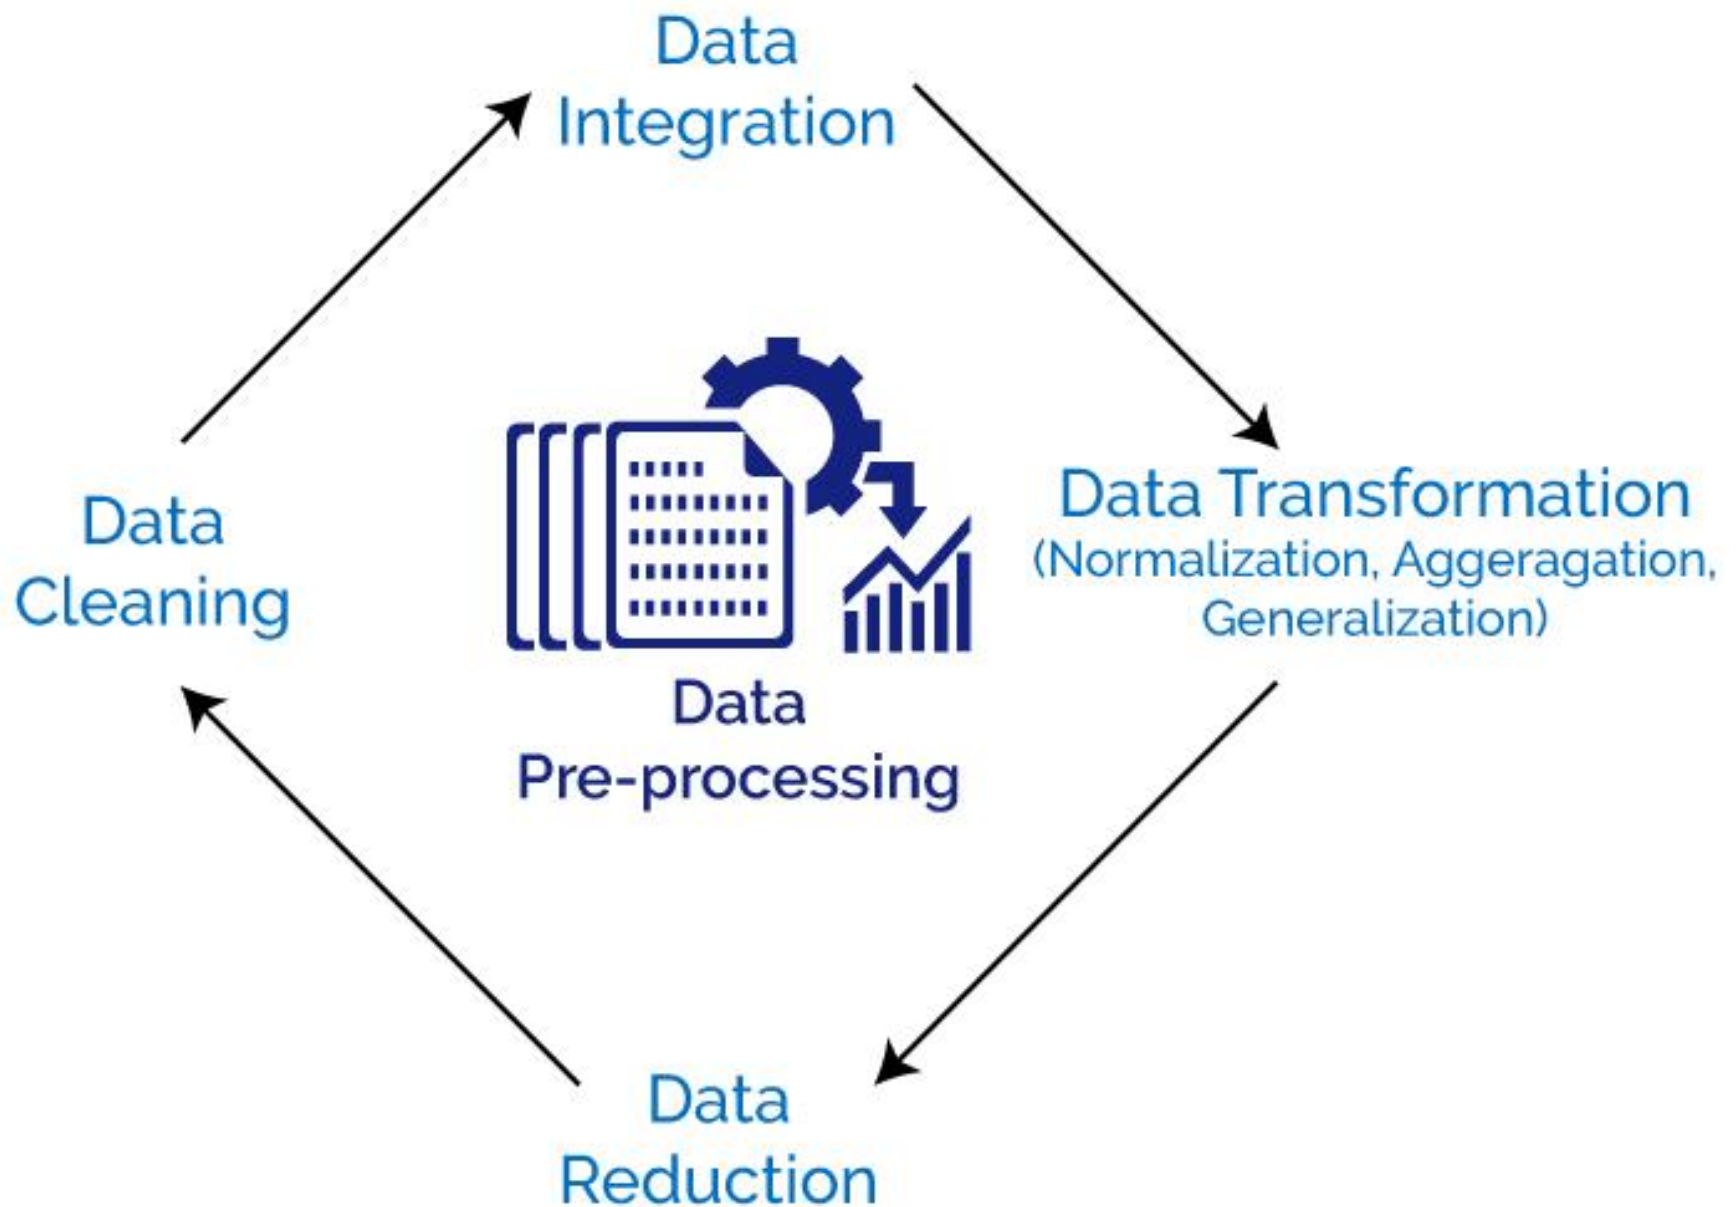 Data
Integration
Data
Cleaning
Data Transformation
(Normalization, Aggeragation,
Generalization)
Data
Pre-processing
Data
Reduction